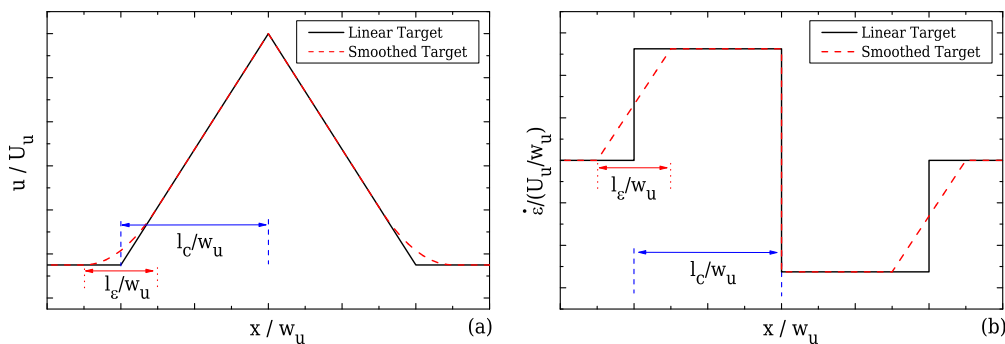 Linear Target
Smoothed Target
u / U_u
l_c/w_u
l_ε/w_u
x / w_u
(a)
Linear Target
Smoothed Target
ε̇/(U_u/w_u)
l_ε/w_u
l_c/w_u
x / w_u
(b)